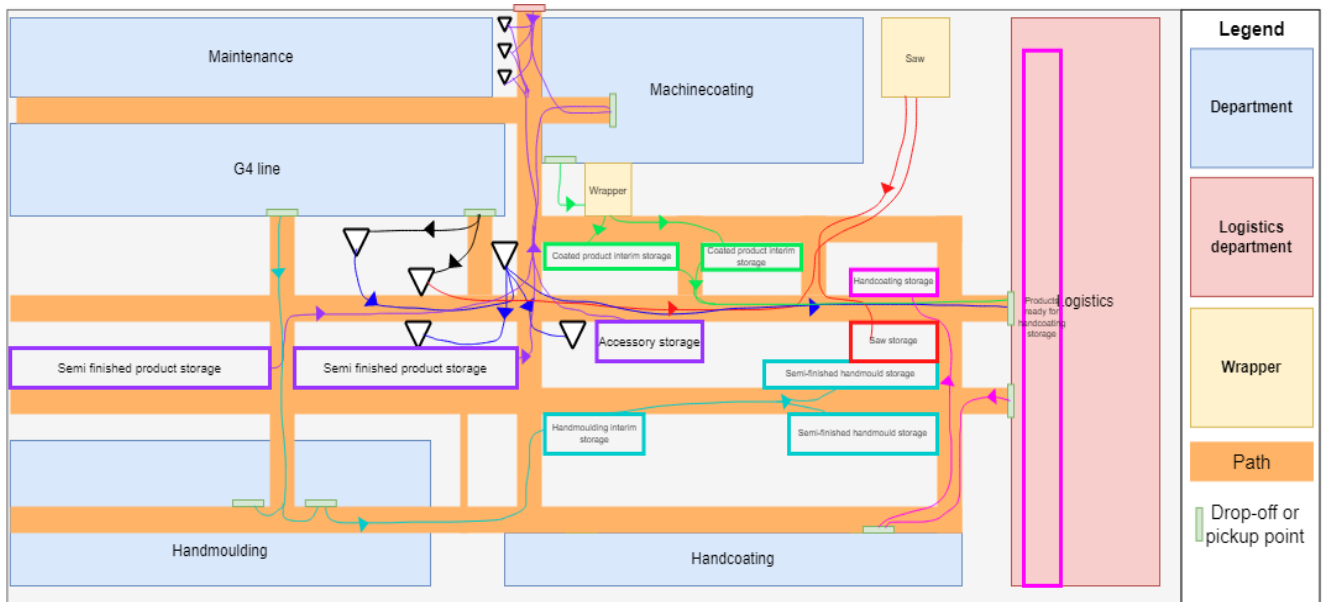 Maintenance
Machinecoating
Saw
G4 line
Wrapper
Coated product interim storage
Coated product interim
storage
Handcoating storage
Products
ready for
handcoating
storage
Logistics
Accessory storage
Saw storage
Semi finished product storage
Semi finished product storage
Semi-finished handmould storage
Handmoulding interim
storage
Semi-finished handmould storage
Handmoulding
Handcoating
Legend
Department
Logistics
department
Wrapper
Path
Drop-off or
pickup point